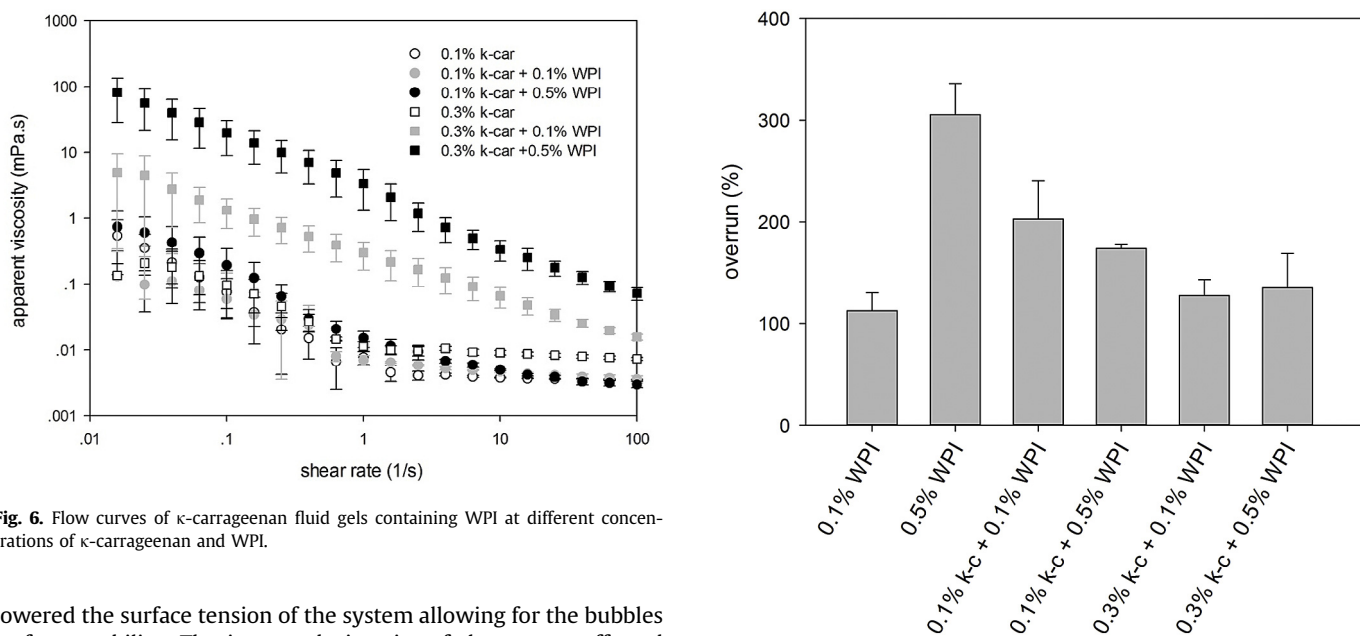 1000
100
10
1
.1
.01
.001
apparent viscosity (mPa.s)
0.1% k-car
0.1% k-car + 0.1% WPI
0.1% k-car + 0.5% WPI
0.3% k-car
0.3% k-car + 0.1% WPI
0.3% k-car +0.5% WPI
.01 .1 1 10 100
shear rate (1/s)
Fig. 6. Flow curves of κ-carrageenan fluid gels containing WPI at different concen-
rations of κ-carrageenan and WPI.
owered the surface tension of the system allowing for the bubbles
400
300
200
100
0
overrun (%)
0.1% WPI
0.5% WPI
0.1% k-c + 0.1% WPI
0.1% k-c + 0.5% WPI
0.3% k-c + 0.1% WPI
0.3% k-c + 0.5% WPI